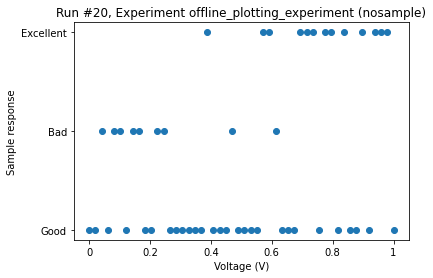 Run #20, Experiment offline_plotting_experiment (nosample)
Excellent
Bad
Good
Sample response
0
0.2
0.4
0.6
0.8
1
Voltage (V)